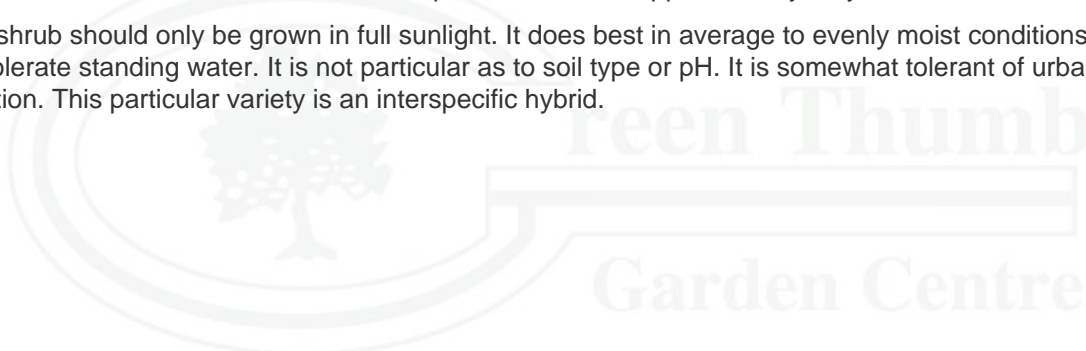 shrub should only be grown in full sunlight. It does best in average to evenly moist conditions
tolerate standing water. It is not particular as to soil type or pH. It is somewhat tolerant of urba
tion. This particular variety is an interspecific hybrid.
reen Thumb
Garden Centre